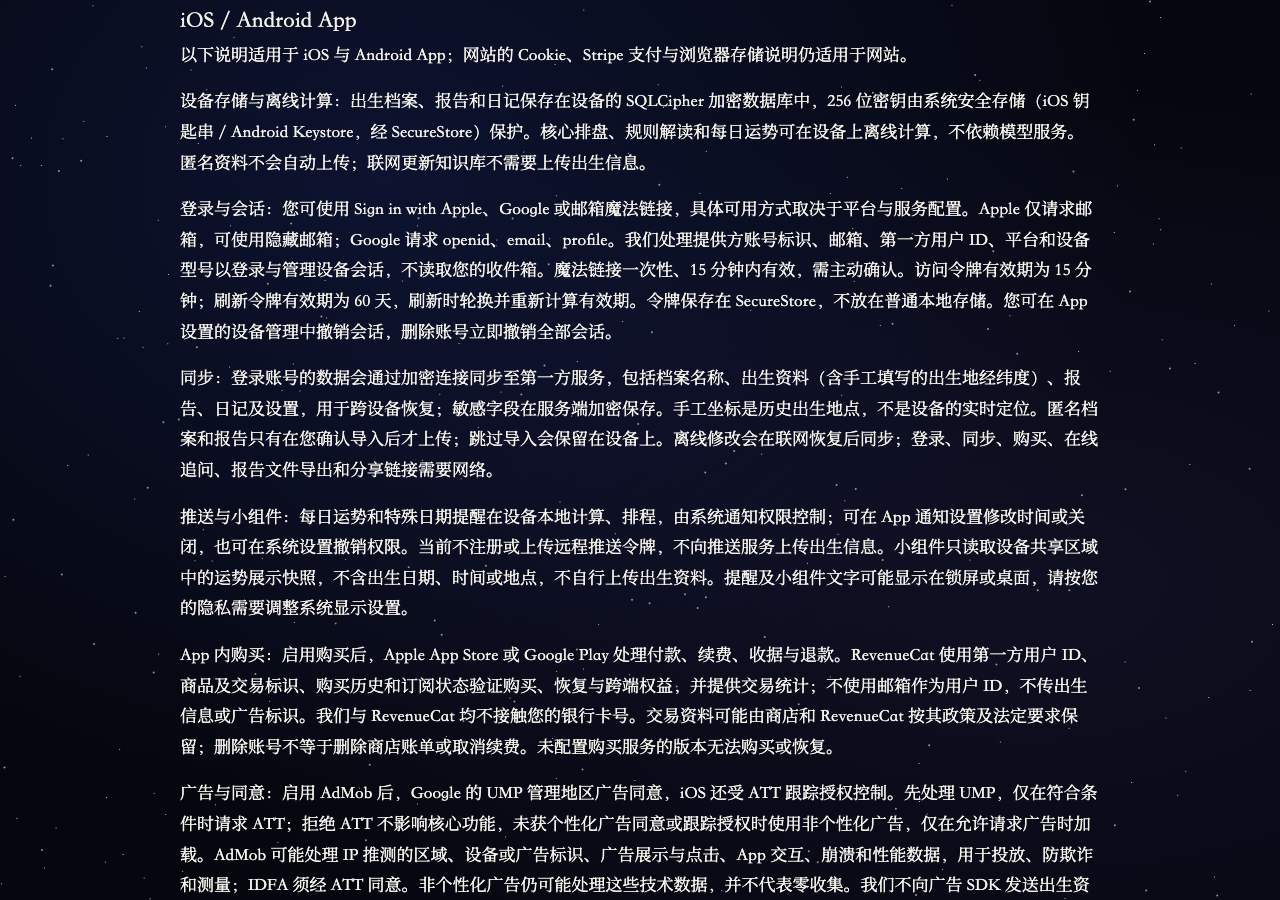 iOS / Android App
以下说明适用于 iOS 与 Android App；网站的 Cookie、Stripe 支付与浏览器存储说明仍适用于网站。
设备存储与离线计算：出生档案、报告和日记保存在设备的 SQLCipher 加密数据库中，256 位密钥由系统安全存储（iOS 钥
匙串 / Android Keystore，经 SecureStore）保护。核心排盘、规则解读和每日运势可在设备上离线计算，不依赖模型服务。
匿名资料不会自动上传；联网更新知识库不需要上传出生信息。
登录与会话：您可使用 Sign in with Apple、Google 或邮箱魔法链接，具体可用方式取决于平台与服务配置。Apple 仅请求邮
箱，可使用隐藏邮箱；Google 请求 openid、email、profile。我们处理提供方账号标识、邮箱、第一方用户 ID、平台和设备
型号以登录与管理设备会话，不读取您的收件箱。魔法链接一次性、15 分钟内有效，需主动确认。访问令牌有效期为 15 分
钟；刷新令牌有效期为 60 天，刷新时轮换并重新计算有效期。令牌保存在 SecureStore，不放在普通本地存储。您可在 App
设置的设备管理中撤销会话，删除账号立即撤销全部会话。
同步：登录账号的数据会通过加密连接同步至第一方服务，包括档案名称、出生资料（含手工填写的出生地经纬度）、报
告、日记及设置，用于跨设备恢复；敏感字段在服务端加密保存。手工坐标是历史出生地点，不是设备的实时定位。匿名档
案和报告只有在您确认导入后才上传；跳过导入会保留在设备上。离线修改会在联网恢复后同步；登录、同步、购买、在线
追问、报告文件导出和分享链接需要网络。
推送与小组件：每日运势和特殊日期提醒在设备本地计算、排程，由系统通知权限控制；可在 App 通知设置修改时间或关
闭，也可在系统设置撤销权限。当前不注册或上传远程推送令牌，不向推送服务上传出生信息。小组件只读取设备共享区域
中的运势展示快照，不含出生日期、时间或地点，不自行上传出生资料。提醒及小组件文字可能显示在锁屏或桌面，请按您
的隐私需要调整系统显示设置。
App 内购买：启用购买后，Apple App Store 或 Google Play 处理付款、续费、收据与退款。RevenueCat 使用第一方用户 ID、
商品及交易标识、购买历史和订阅状态验证购买、恢复与跨端权益，并提供交易统计；不使用邮箱作为用户 ID，不传出生
信息或广告标识。我们与 RevenueCat 均不接触您的银行卡号。交易资料可能由商店和 RevenueCat 按其政策及法定要求保
留；删除账号不等于删除商店账单或取消续费。未配置购买服务的版本无法购买或恢复。
广告与同意：启用 AdMob 后，Google 的 UMP 管理地区广告同意，iOS 还受 ATT 跟踪授权控制。先处理 UMP，仅在符合条
件时请求 ATT；拒绝 ATT 不影响核心功能，未获个性化广告同意或跟踪授权时使用非个性化广告，仅在允许请求广告时加
载。AdMob 可能处理 IP 推测的区域、设备或广告标识、广告展示与点击、App 交互、崩溃和性能数据，用于投放、防欺诈
和测量；IDFA 须经 ATT 同意。非个性化广告仍可能处理这些技术数据，并不代表零收集。我们不向广告 SDK 发送出生资